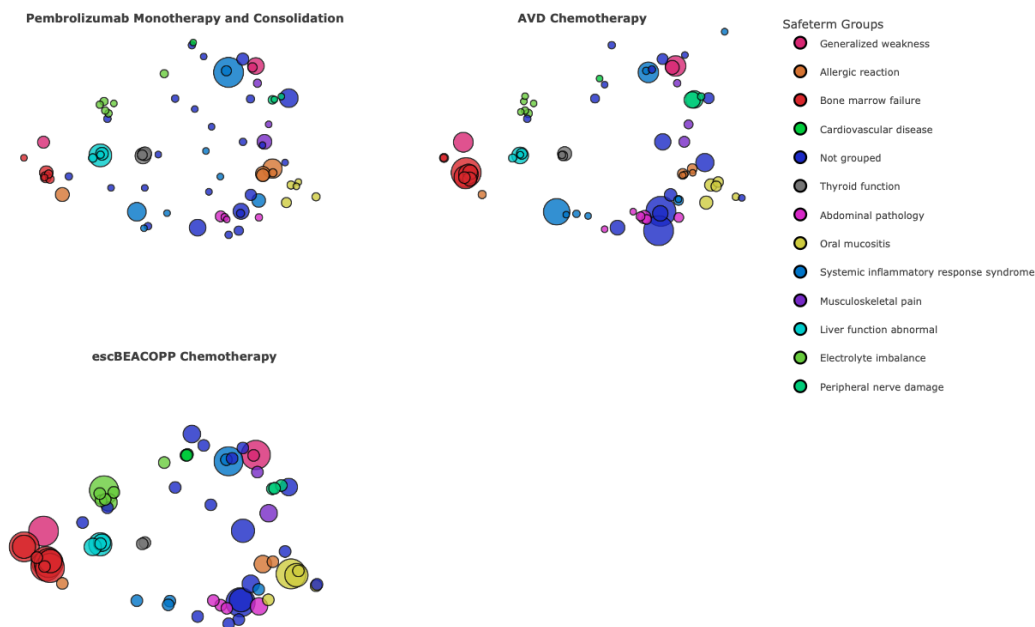 Pembrolizumab Monotherapy and Consolidation
AVD Chemotherapy
Safeterm Groups
Generalized weakness
Allergic reaction
Bone marrow failure
Cardiovascular disease
Not grouped
Thyroid function
Abdominal pathology
Oral mucositis
Systemic inflammatory response syndrome
Musculoskeletal pain
Liver function abnormal
Electrolyte imbalance
Peripheral nerve damage
escBEACOPP Chemotherapy